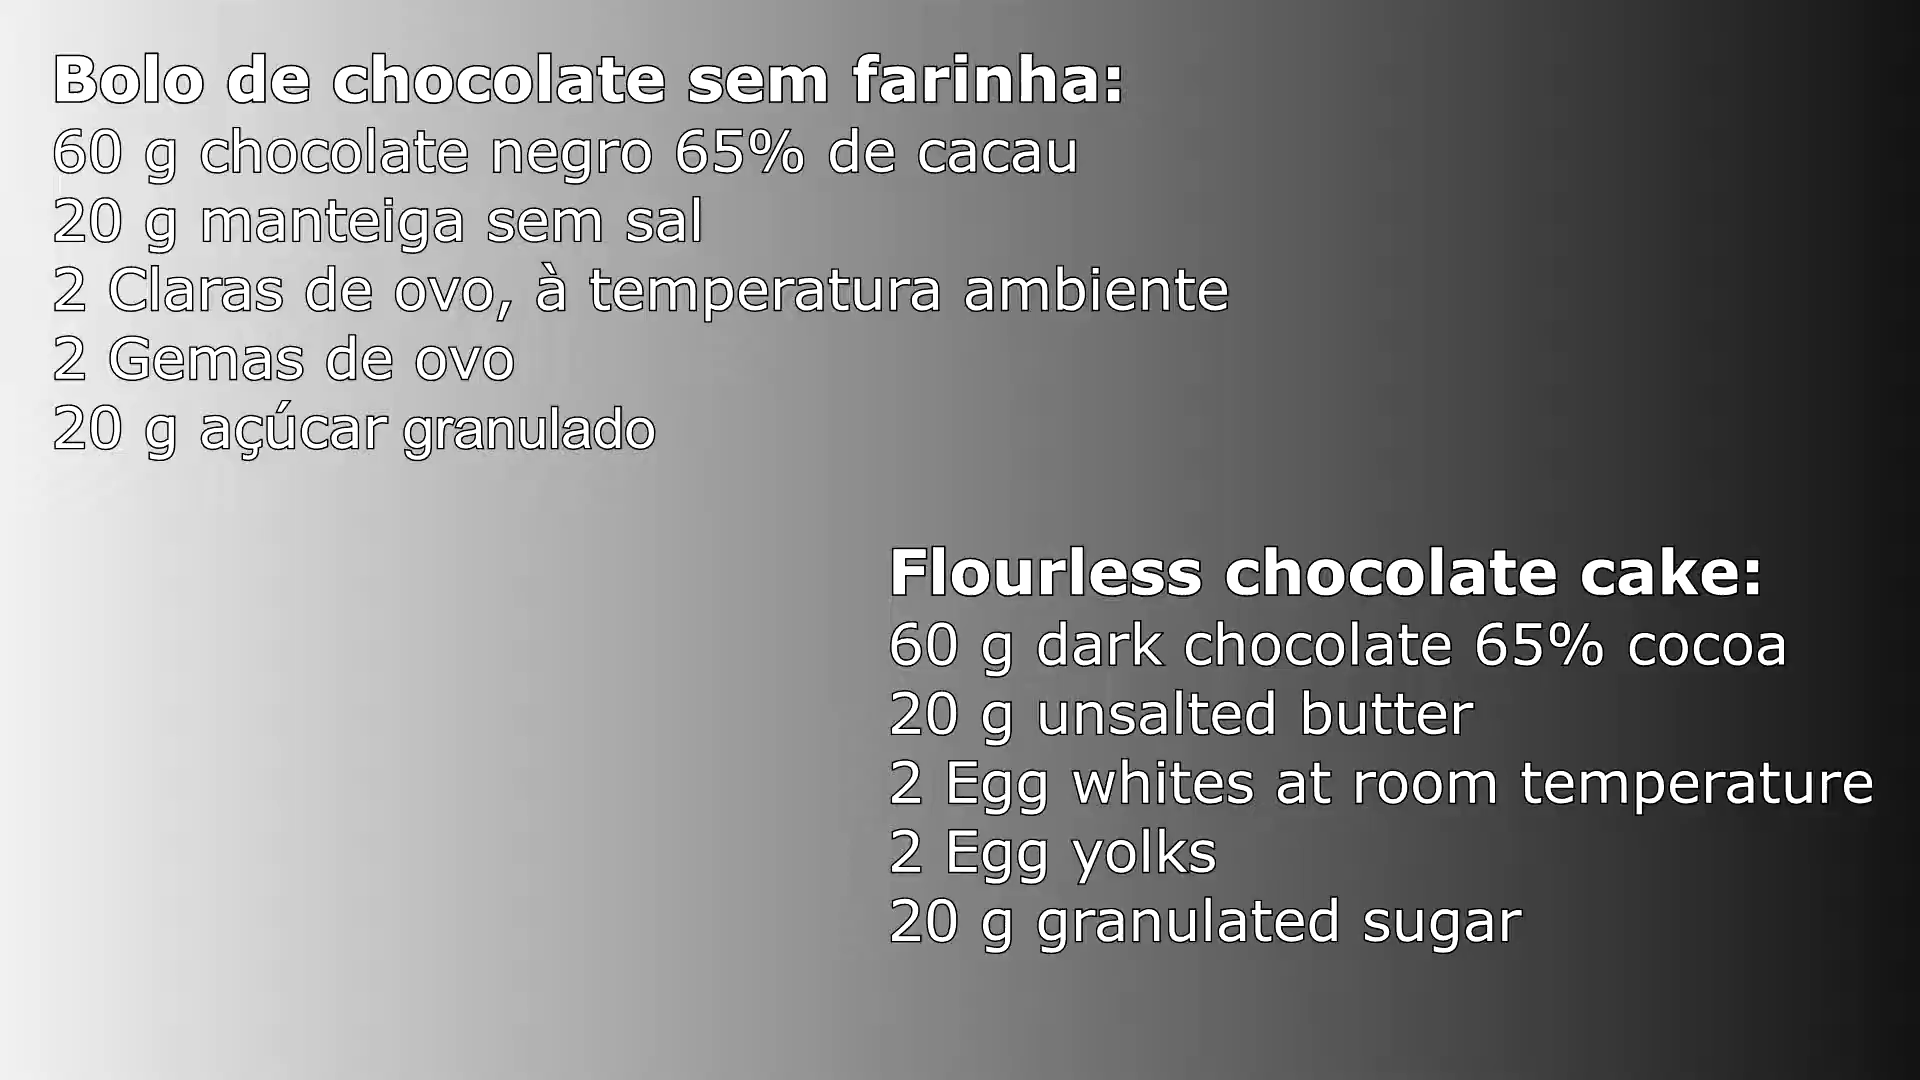 Bolo de chocolate sem farinha:
60 g chocolate negro 65% de cacau
20 g manteiga sem sal
2 Claras de ovo, à temperatura ambiente
2 Gemas de ovo
20 g açúcar granulado
Flourless chocolate cake:
60 g dark chocolate 65% cocoa
20 g unsalted butter
2 Egg whites at room temperature
2 Egg yolks
20 g granulated sugar